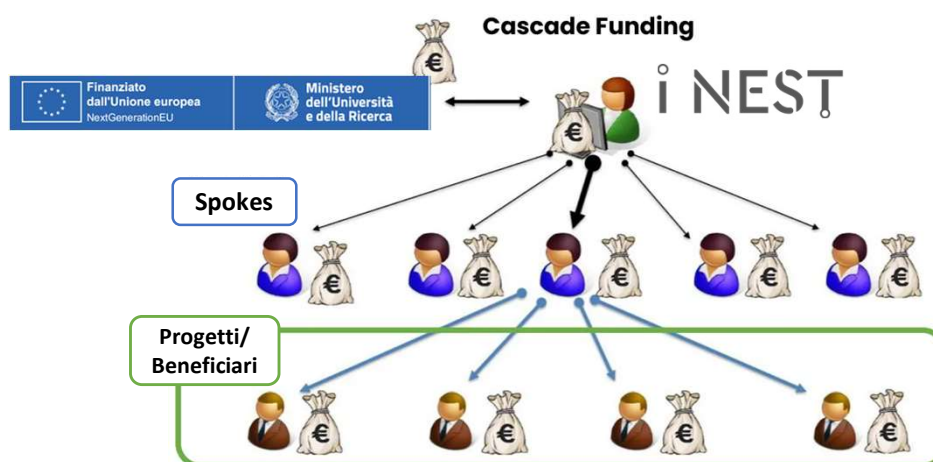 Cascade Funding
€
Finanziato
dall'Unione europea
NextGenerationEU
Ministero
dell'Università
e della Ricerca
i NEST
€
Spokes
€
€
€
€
€
Progetti/
Beneficiari
€
€
€
€